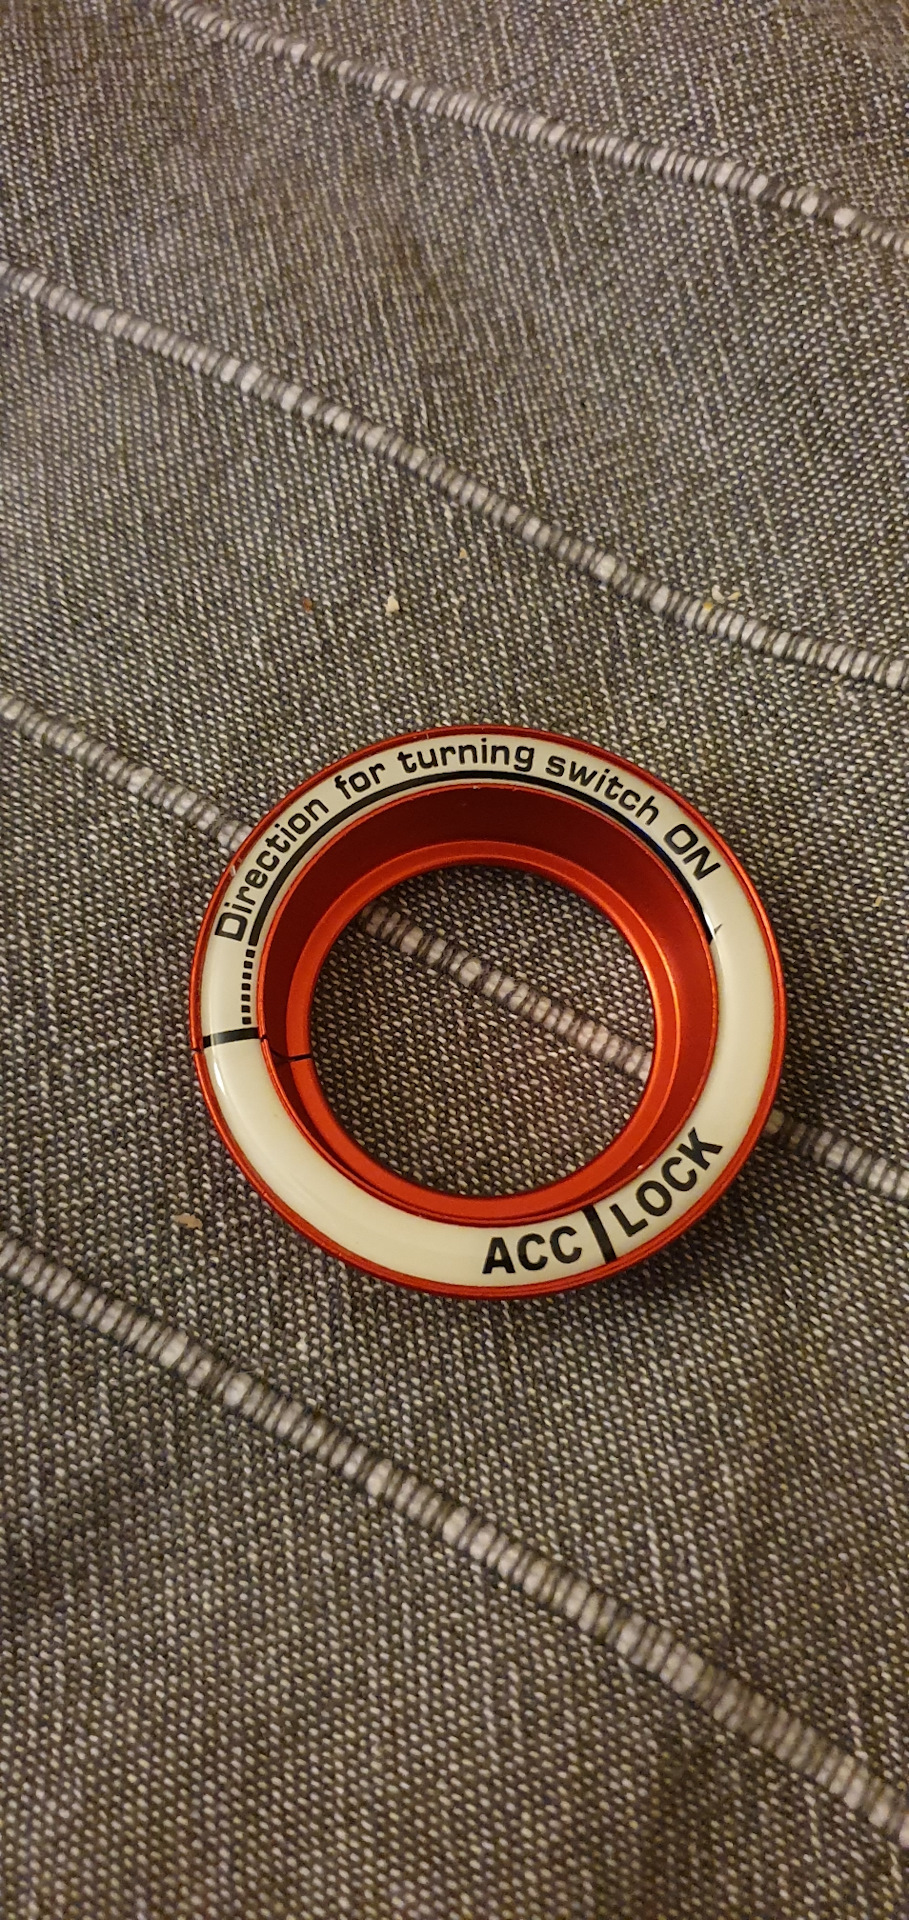 Direction for turning switch ON
ACC
LOCK